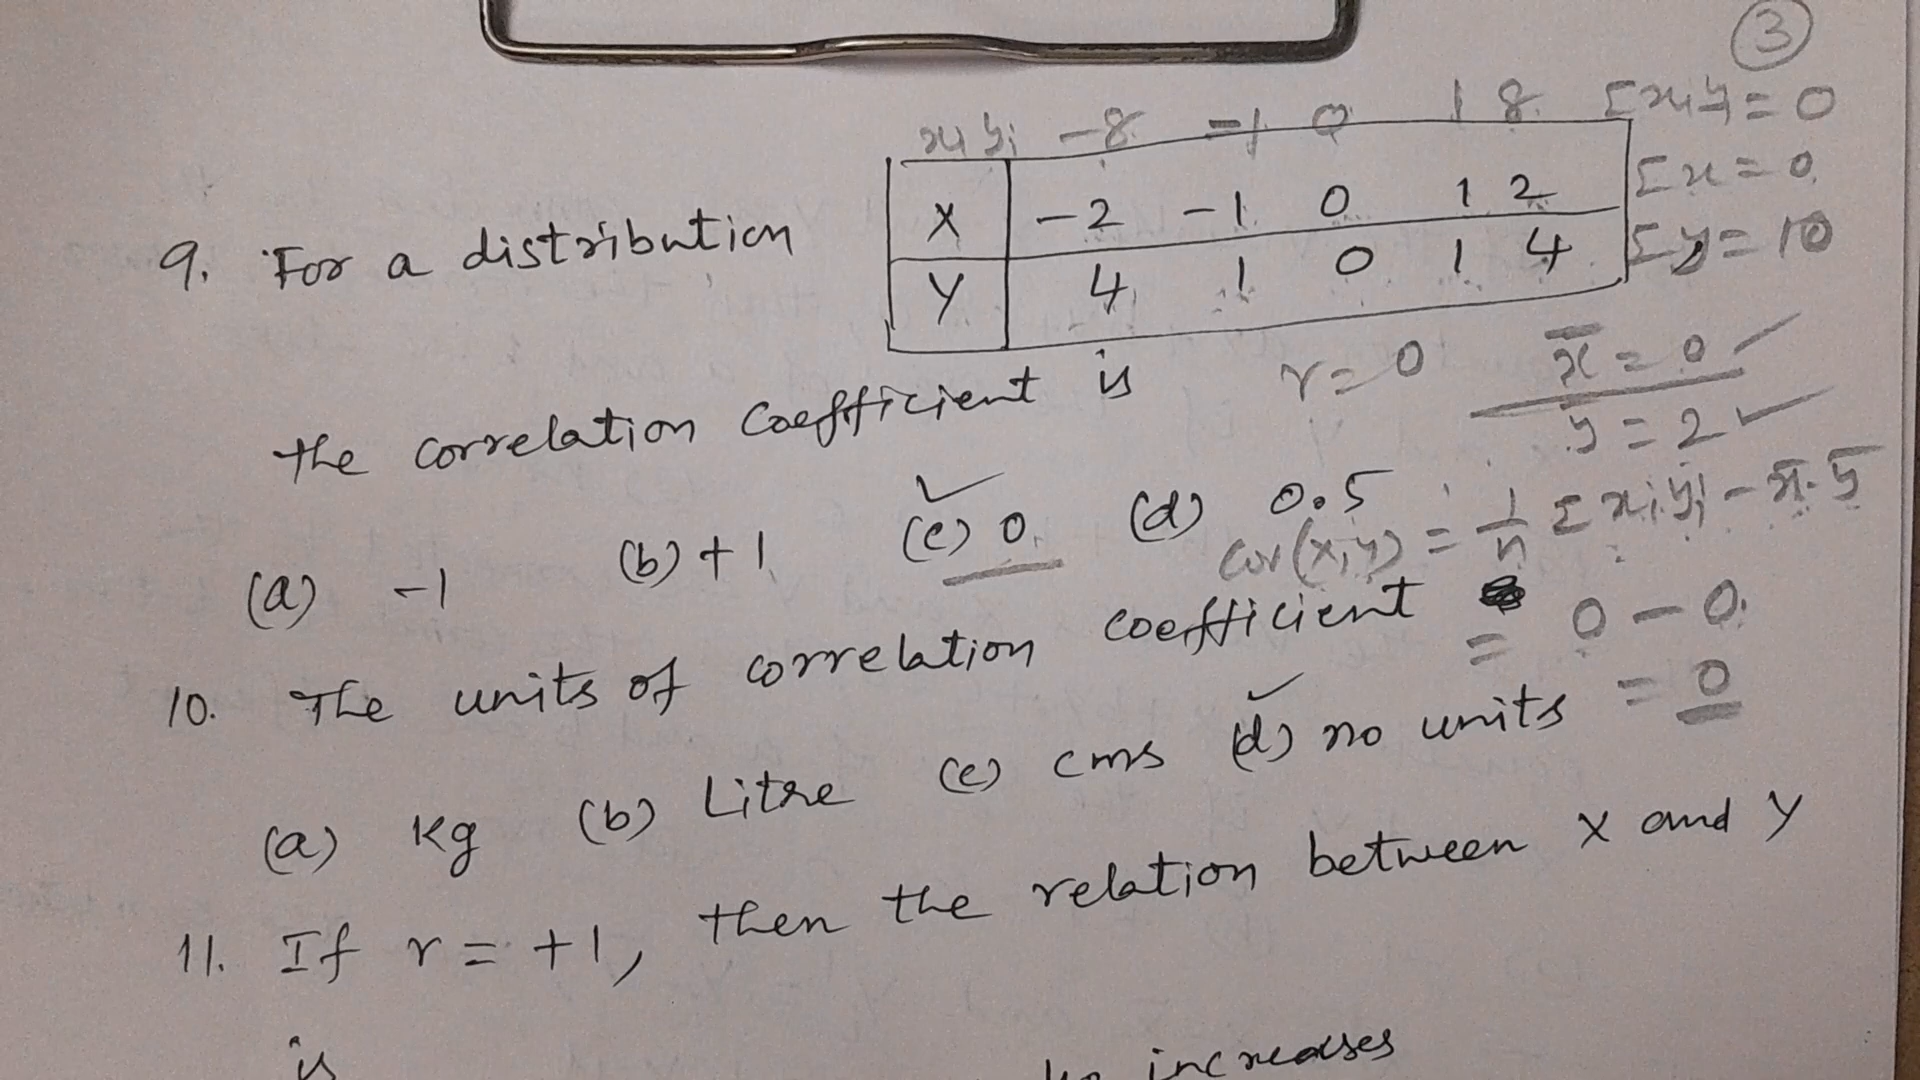 3
xiyi -8 -1 0 1 8 Σxiyi = 0
Σx = 0
9. For a distribution
X -2 -1 0 1 2
Y 4 1 0 1 4
Σy = 10
the correlation coefficient is r = 0
x̄ = 0 ✓
ȳ = 2 ✓
(a) -1 (b) +1 (c) 0 ✓ (d) 0.5
cov(x,y) = 1/n Σ xiyi - x̄.ȳ
= 0 - 0
= 0
10. The units of correlation coefficient
(a) kg (b) Litre (c) cms (d) no units ✓
11. If r = +1, then the relation between X and Y
is
increases